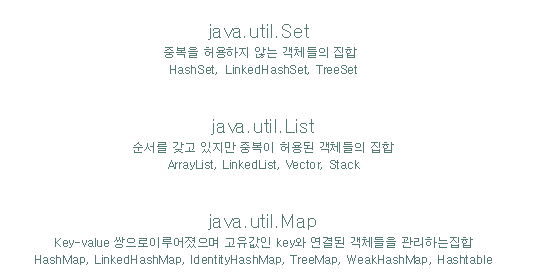 java.util.Set
중복을 허용하지 않는 객체들의 집합
HashSet, LinkedHashSet, TreeSet
java.util.List
순서를 갖고 있지만 중복이 허용된 객체들의 집합
ArrayList, LinkedList, Vector, Stack
java.util.Map
Key-value 쌍으로이루어졌으며 고유값인 key와 연결된 객체들을 관리하는집합
HashMap, LinkedHashMap, IdentityHashMap, TreeMap, WeakHashMap, Hashtable